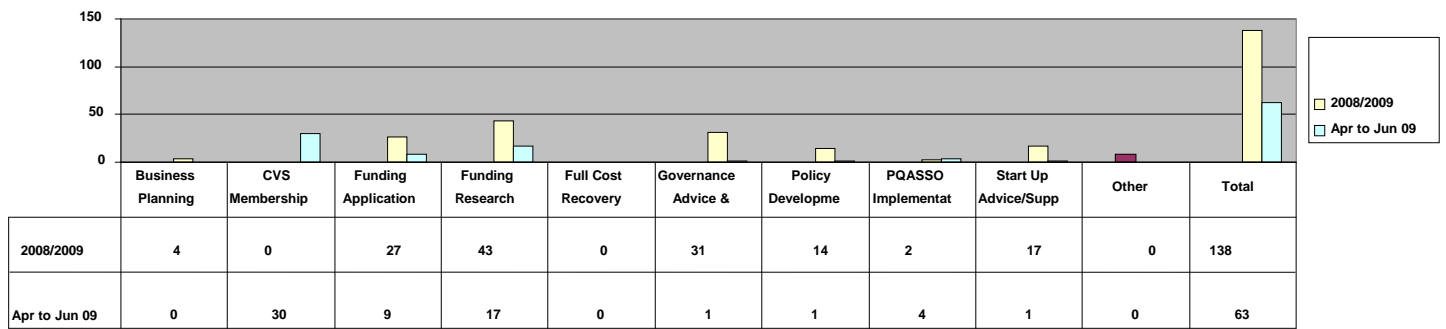 150
100
50
0
2008/2009
Apr to Jun 09
Business Planning
CVS Membership
Funding Application
Funding Research
Full Cost Recovery
Governance Advice &
Policy Developme
PQASSO Implementat
Start Up Advice/Supp
Other
Total
2008/2009 4 0 27 43 0 31 14 2 17 0 138
Apr to Jun 09 0 30 9 17 0 1 1 4 1 0 63